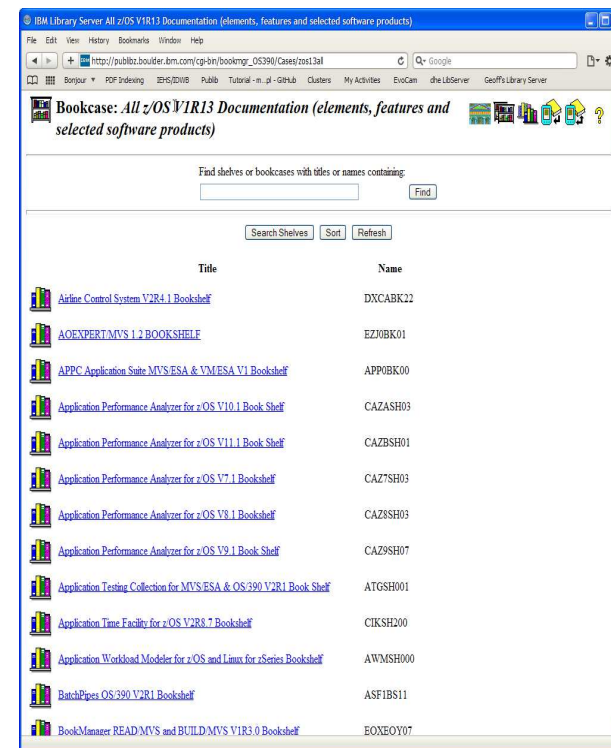 IBM Library Server All z/OS V1R13 Documentation (elements, features and selected software products)
File Edit View History Bookmarks Window Help
http://publibz.boulder.ibm.com/cgi-bin/bookmgr_OS390/Cases/zos13all Google
Bonjour PDF Indexing IEHS/IDWB Publib Tutorial - m...pl - GitHub Clusters My Activities EvoCam dhe LibServer Geoff's Library Server
Bookcase: All z/OS V1R13 Documentation (elements, features and
selected software products)
Find shelves or bookcases with titles or names containing:
Find
Search Shelves Sort Refresh
Title Name
Airline Control System V2R4.1 Bookshelf DXCABK22
AOEXPERT/MVS 1.2 BOOKSHELF EZJ0BK01
APPC Application Suite MVS/ESA & VM/ESA V1 Bookshelf APP0BK00
Application Performance Analyzer for z/OS V10.1 Book Shelf CAZASH03
Application Performance Analyzer for z/OS V11.1 Book Shelf CAZBSH01
Application Performance Analyzer for z/OS V7.1 Bookshelf CAZ7SH03
Application Performance Analyzer for z/OS V8.1 Bookshelf CAZ8SH03
Application Performance Analyzer for z/OS V9.1 Book Shelf CAZ9SH07
Application Testing Collection for MVS/ESA & OS/390 V2R1 Book Shelf ATGSH001
Application Time Facility for z/OS V2R8.7 Bookshelf CIKSH200
Application Workload Modeler for z/OS and Linux for zSeries Bookshelf AWMSH000
BatchPipes OS/390 V2R1 Bookshelf ASF1BS11
BookManager READ/MVS and BUILD/MVS V1R3.0 Bookshelf EOXEOY07